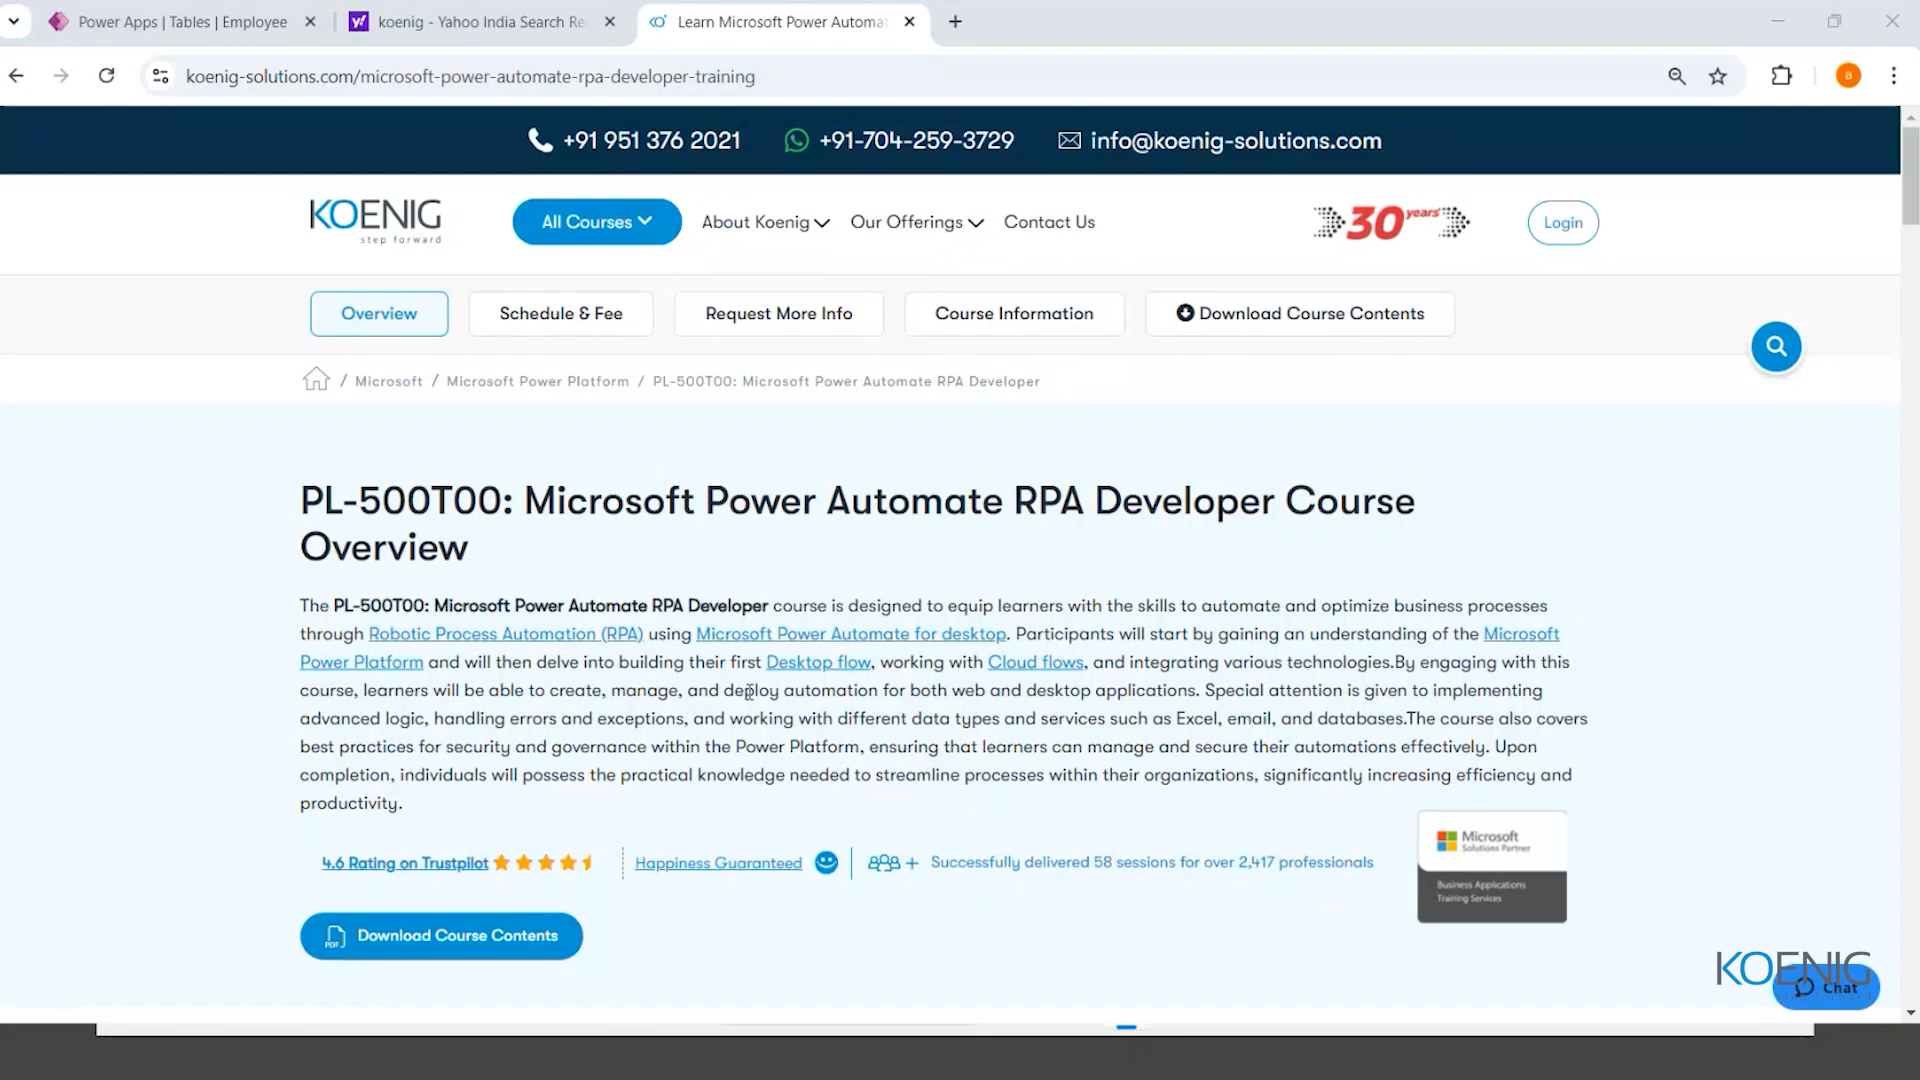 Power Apps | Tables | Employee
koenig - Yahoo India Search Re
Learn Microsoft Power Automa
koenig-solutions.com/microsoft-power-automate-rpa-developer-training
a
+91 951 376 2021
+91-704-259-3729
info@koenig-solutions.com
KOENIG
step forward
All Courses
About Koenig
Our Offerings
Contact Us
30 years
Login
Overview
Schedule & Fee
Request More Info
Course Information
Download Course Contents
/ Microsoft / Microsoft Power Platform / PL-500T00: Microsoft Power Automate RPA Developer
PL-500T00: Microsoft Power Automate RPA Developer Course
Overview
The PL-500T00: Microsoft Power Automate RPA Developer course is designed to equip learners with the skills to automate and optimize business processes
through Robotic Process Automation (RPA) using Microsoft Power Automate for desktop. Participants will start by gaining an understanding of the Microsoft
Power Platform and will then delve into building their first Desktop flow, working with Cloud flows, and integrating various technologies.By engaging with this
course, learners will be able to create, manage, and deploy automation for both web and desktop applications. Special attention is given to implementing
advanced logic, handling errors and exceptions, and working with different data types and services such as Excel, email, and databases.The course also covers
best practices for security and governance within the Power Platform, ensuring that learners can manage and secure their automations effectively. Upon
completion, individuals will possess the practical knowledge needed to streamline processes within their organizations, significantly increasing efficiency and
productivity.
4.6 Rating on Trustpilot
Happiness Guaranteed
Successfully delivered 58 sessions for over 2,417 professionals
Microsoft
Solutions Partner
Business Applications
Training Services
PDF
Download Course Contents
KOENIG
step forward
Chat